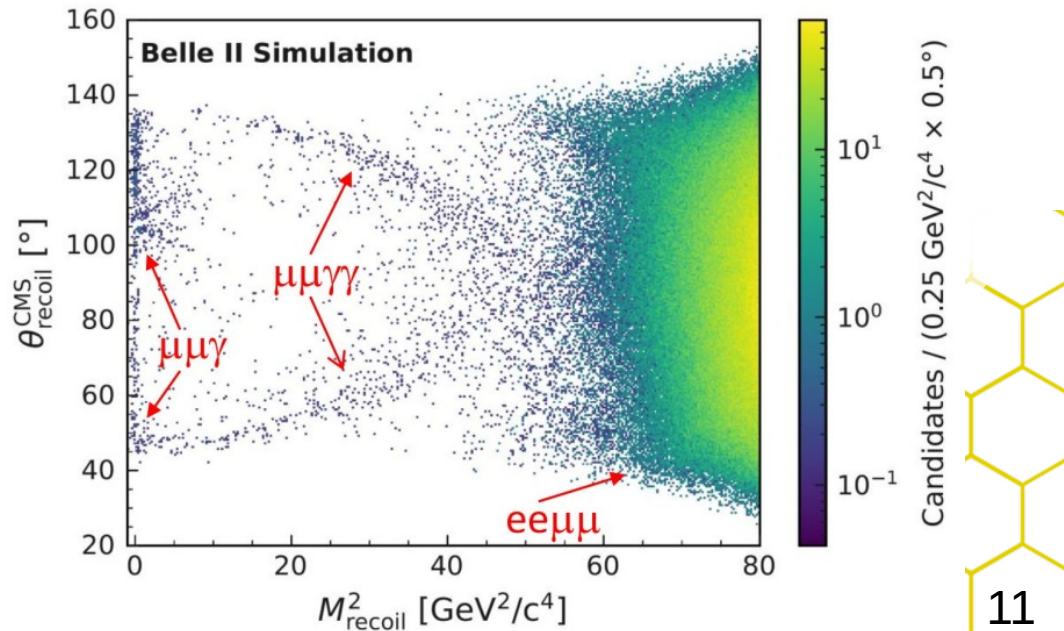 160
140
120
100
80
60
40
20
θ^CMS_recoil [°]
Belle II Simulation
μμγγ
μμγ
eeμμ
0 20 40 60 80
M²_recoil [GeV²/c⁴]
10¹
10⁰
10⁻¹
Candidates / (0.25 GeV²/c⁴ × 0.5°)
11